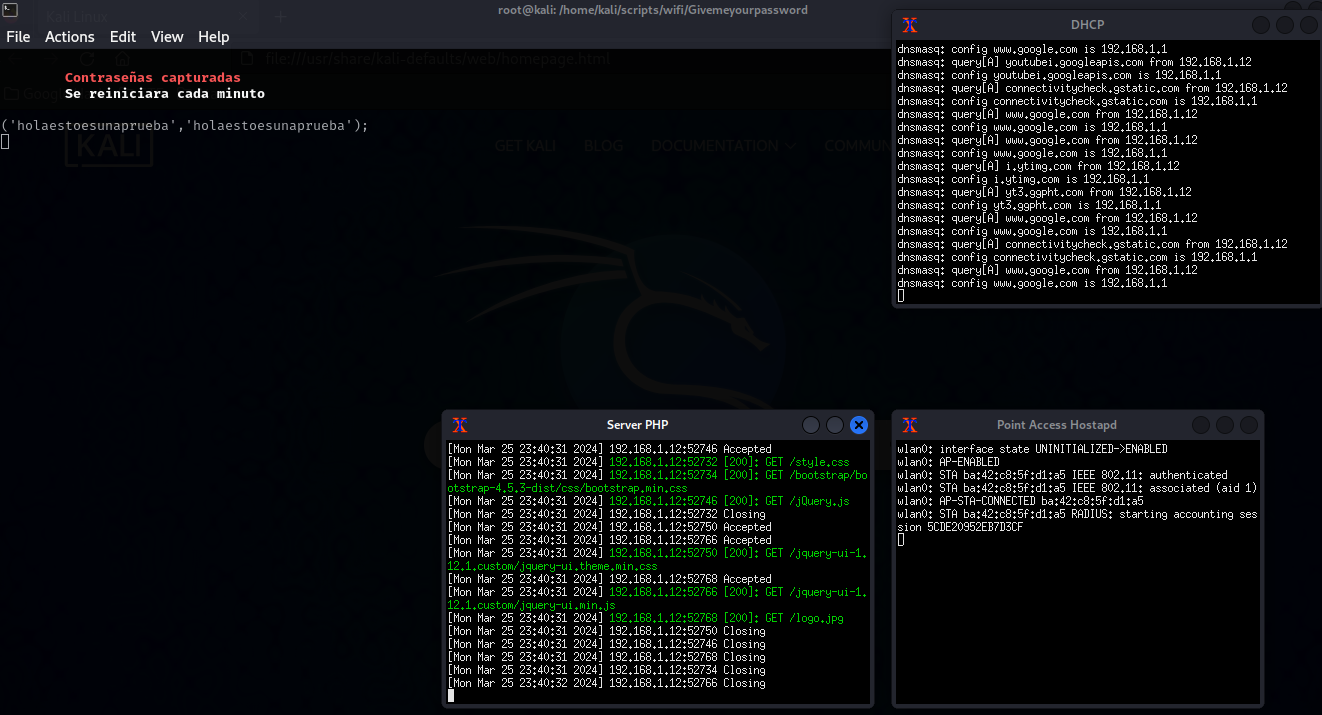 root@kali: /home/kali/scripts/wifi/Givemeyourpassword
File Actions Edit View Help
Kali Linux
file:///usr/share/kali-defaults/web/homepage.html
Contraseñas capturadas
Se reiniciara cada minuto
('holaestoesunaprueba','holaestoesunaprueba');
KALI
GET KALI BLOG DOCUMENTATION COMMUN
DHCP
dnsmasq: config www.google.com is 192.168.1.1
dnsmasq: query[A] youtubei.googleapis.com from 192.168.1.12
dnsmasq: config youtubei.googleapis.com is 192.168.1.1
dnsmasq: query[A] connectivitycheck.gstatic.com from 192.168.1.12
dnsmasq: config connectivitycheck.gstatic.com is 192.168.1.1
dnsmasq: query[A] www.google.com from 192.168.1.12
dnsmasq: config www.google.com is 192.168.1.1
dnsmasq: query[A] www.google.com from 192.168.1.12
dnsmasq: config www.google.com is 192.168.1.1
dnsmasq: query[A] i.ytimg.com from 192.168.1.12
dnsmasq: config i.ytimg.com is 192.168.1.1
dnsmasq: query[A] yt3.ggpht.com from 192.168.1.12
dnsmasq: config yt3.ggpht.com is 192.168.1.1
dnsmasq: query[A] www.google.com from 192.168.1.12
dnsmasq: config www.google.com is 192.168.1.1
dnsmasq: query[A] connectivitycheck.gstatic.com from 192.168.1.12
dnsmasq: config connectivitycheck.gstatic.com is 192.168.1.1
dnsmasq: query[A] www.google.com from 192.168.1.12
dnsmasq: config www.google.com is 192.168.1.1
Server PHP
[Mon Mar 25 23:40:31 2024] 192.168.1.12:52746 Accepted
[Mon Mar 25 23:40:31 2024] 192.168.1.12:52732 [200]: GET /style.css
[Mon Mar 25 23:40:31 2024] 192.168.1.12:52734 [200]: GET /bootstrap/bo
otstrap-4.5.3-dist/css/bootstrap.min.css
[Mon Mar 25 23:40:31 2024] 192.168.1.12:52746 [200]: GET /jQuery.js
[Mon Mar 25 23:40:31 2024] 192.168.1.12:52732 Closing
[Mon Mar 25 23:40:31 2024] 192.168.1.12:52750 Accepted
[Mon Mar 25 23:40:31 2024] 192.168.1.12:52766 Accepted
[Mon Mar 25 23:40:31 2024] 192.168.1.12:52750 [200]: GET /jquery-ui-1.
12.1.custom/jquery-ui.theme.min.css
[Mon Mar 25 23:40:31 2024] 192.168.1.12:52768 Accepted
[Mon Mar 25 23:40:31 2024] 192.168.1.12:52766 [200]: GET /jquery-ui-1.
12.1.custom/jquery-ui.min.js
[Mon Mar 25 23:40:31 2024] 192.168.1.12:52768 [200]: GET /logo.jpg
[Mon Mar 25 23:40:31 2024] 192.168.1.12:52750 Closing
[Mon Mar 25 23:40:31 2024] 192.168.1.12:52746 Closing
[Mon Mar 25 23:40:31 2024] 192.168.1.12:52768 Closing
[Mon Mar 25 23:40:31 2024] 192.168.1.12:52734 Closing
[Mon Mar 25 23:40:32 2024] 192.168.1.12:52766 Closing
Point Access Hostapd
wlan0: interface state UNINITIALIZED->ENABLED
wlan0: AP-ENABLED
wlan0: STA ba:42:c8:5f:d1:a5 IEEE 802.11: authenticated
wlan0: STA ba:42:c8:5f:d1:a5 IEEE 802.11: associated (aid 1)
wlan0: AP-STA-CONNECTED ba:42:c8:5f:d1:a5
wlan0: STA ba:42:c8:5f:d1:a5 RADIUS: starting accounting ses
sion 5CDE20952EB7D3CF